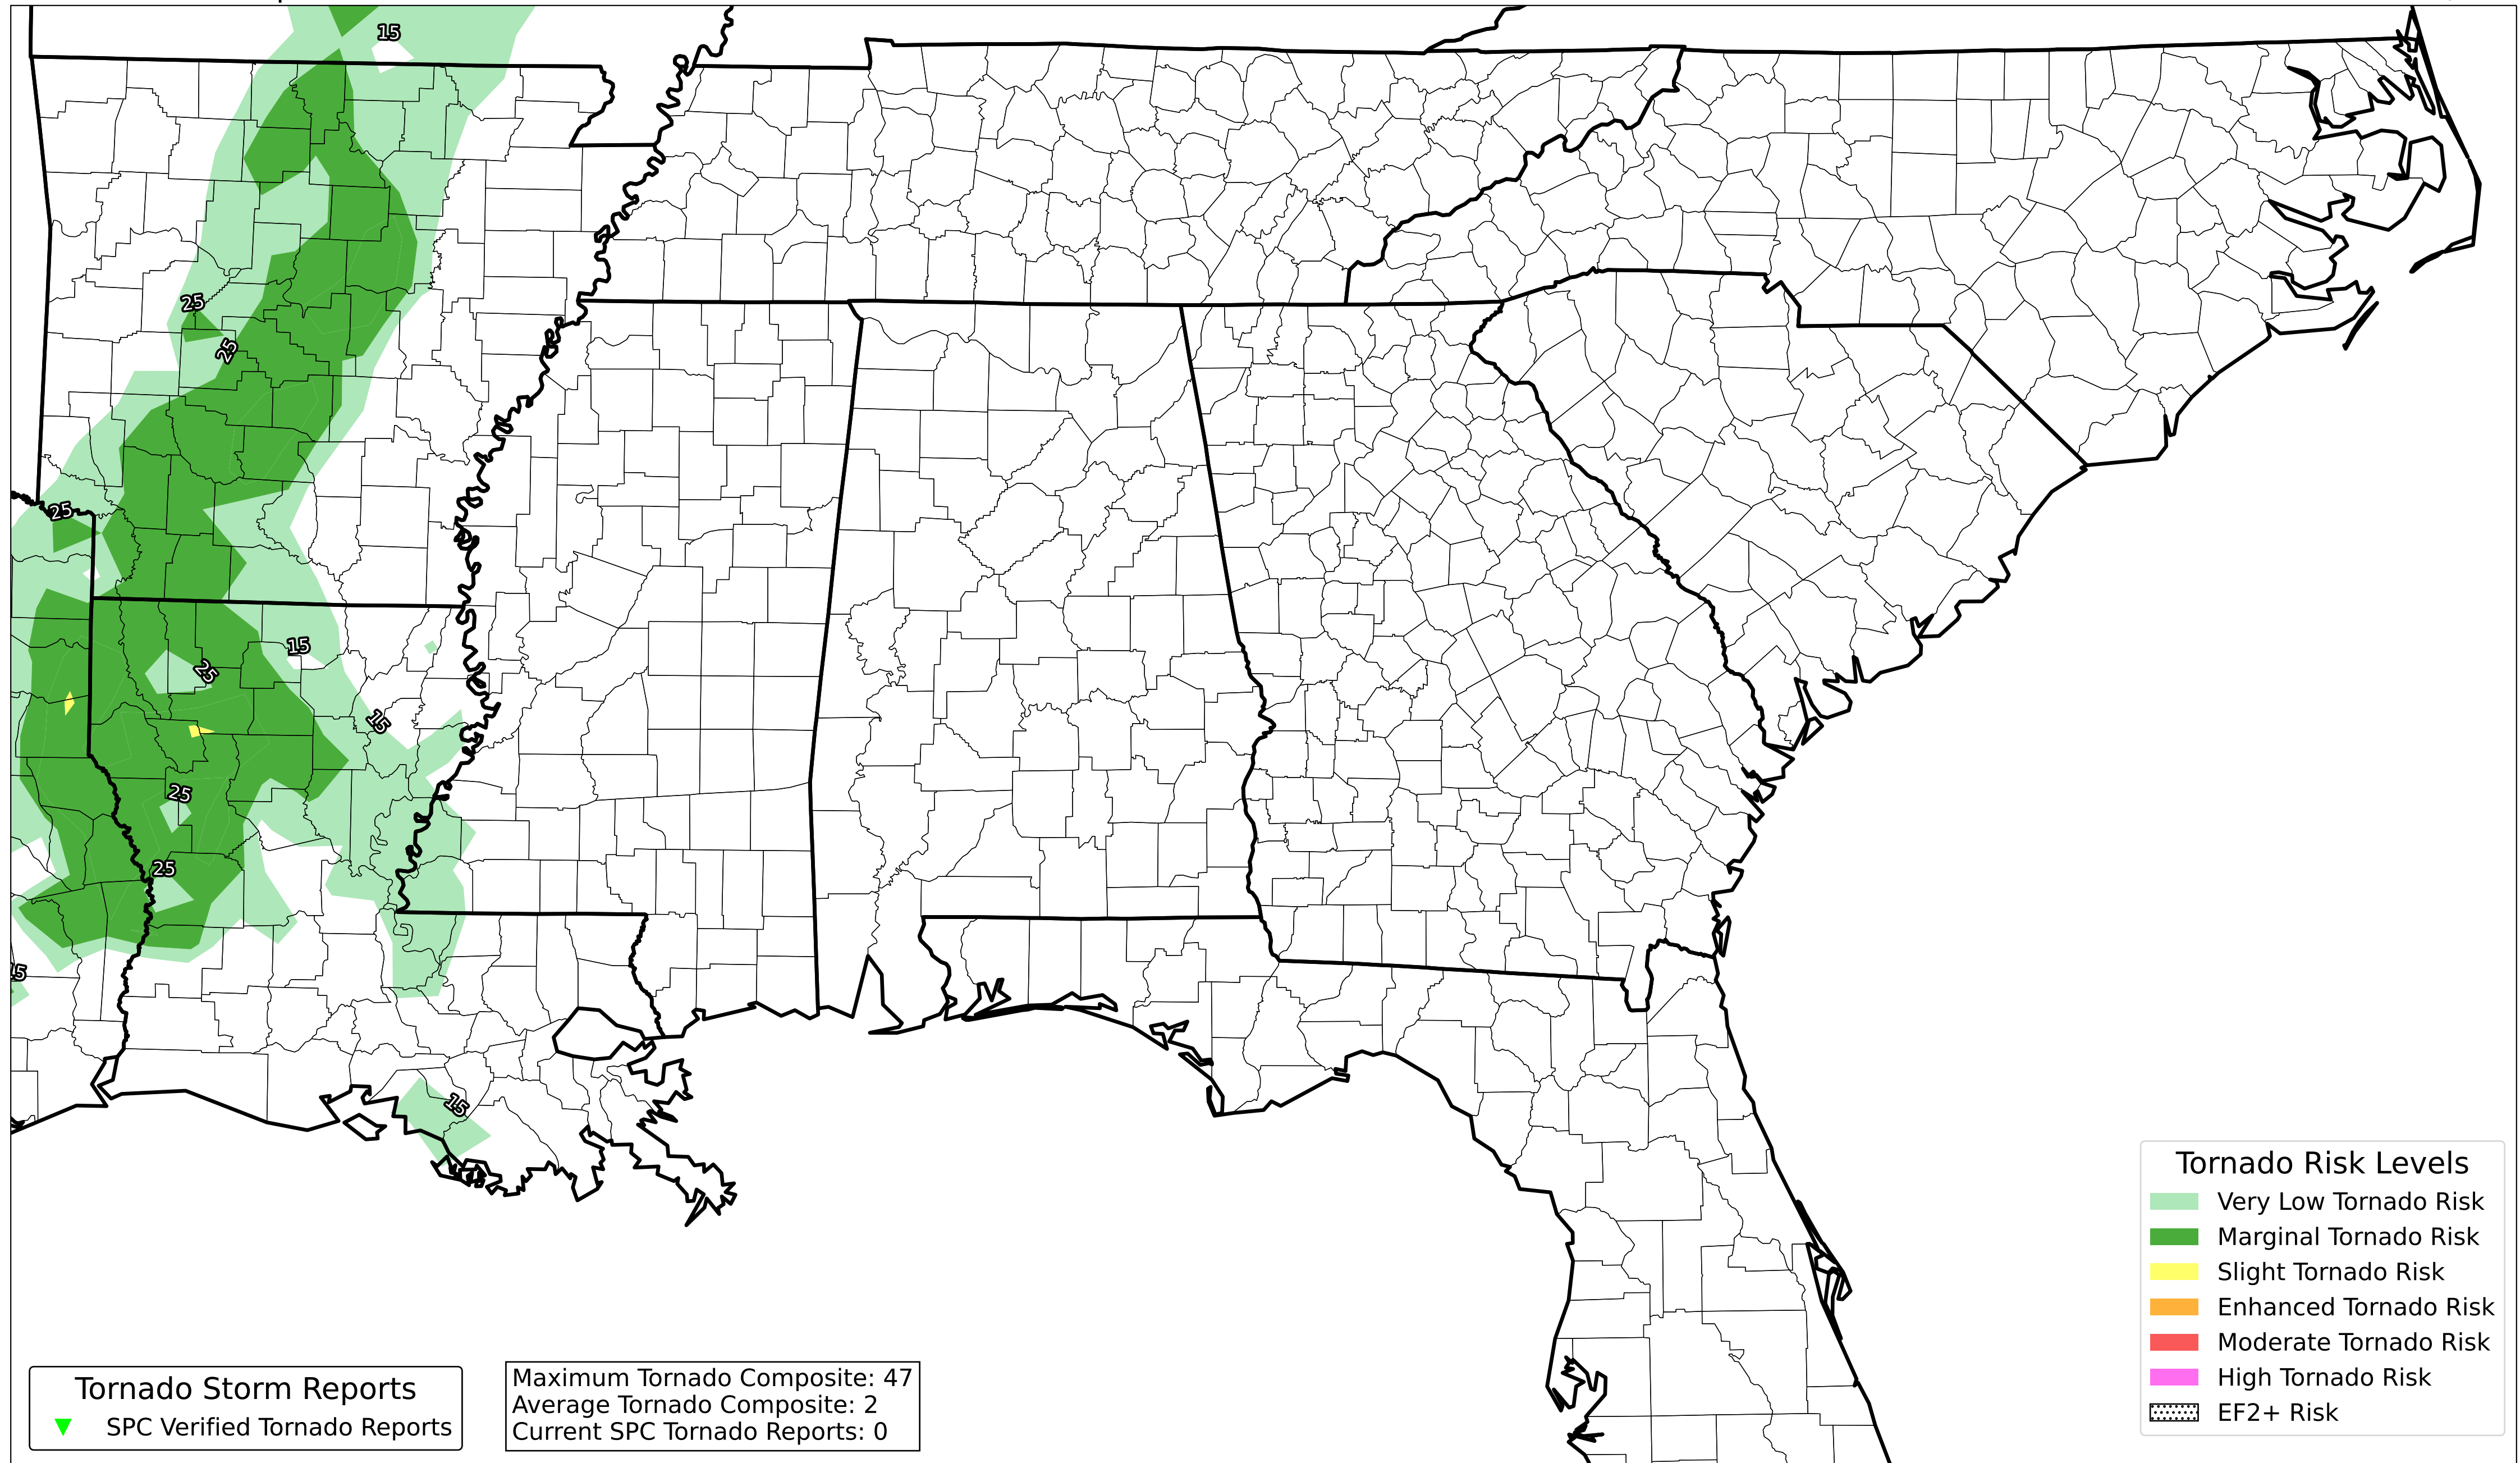 15
25
25
25
15
25
15
25
25
15
15
Tornado Risk Levels
Very Low Tornado Risk
Marginal Tornado Risk
Slight Tornado Risk
Enhanced Tornado Risk
Moderate Tornado Risk
High Tornado Risk
EF2+ Risk
Tornado Storm Reports
SPC Verified Tornado Reports
Maximum Tornado Composite: 47
Average Tornado Composite: 2
Current SPC Tornado Reports: 0